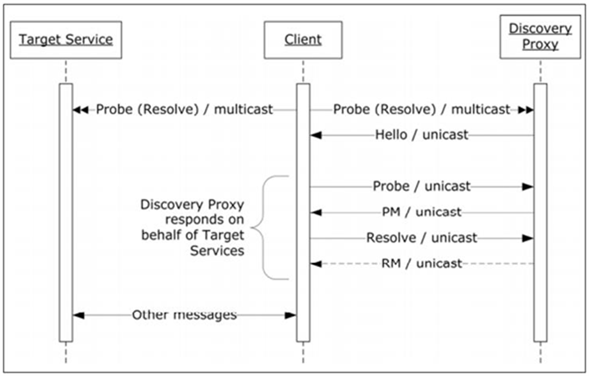 Target Service
Client
Discovery
Proxy
Probe (Resolve) / multicast
Probe (Resolve) / multicast
Hello / unicast
Probe / unicast
PM / unicast
Resolve / unicast
RM / unicast
Discovery Proxy
responds on
behalf of Target
Services
Other messages